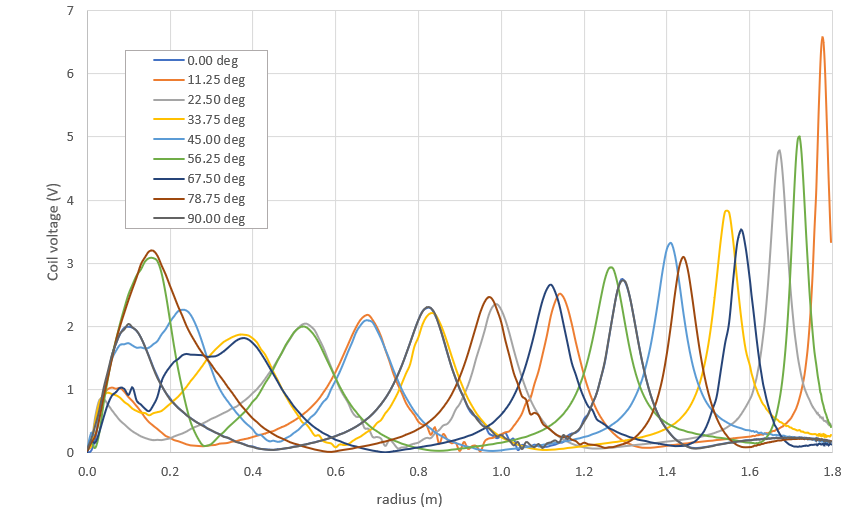 7
6
5
4
3
2
1
0
Coil voltage (V)
0.00 deg
11.25 deg
22.50 deg
33.75 deg
45.00 deg
56.25 deg
67.50 deg
78.75 deg
90.00 deg
0.0 0.2 0.4 0.6 0.8 1.0 1.2 1.4 1.6 1.8
radius (m)